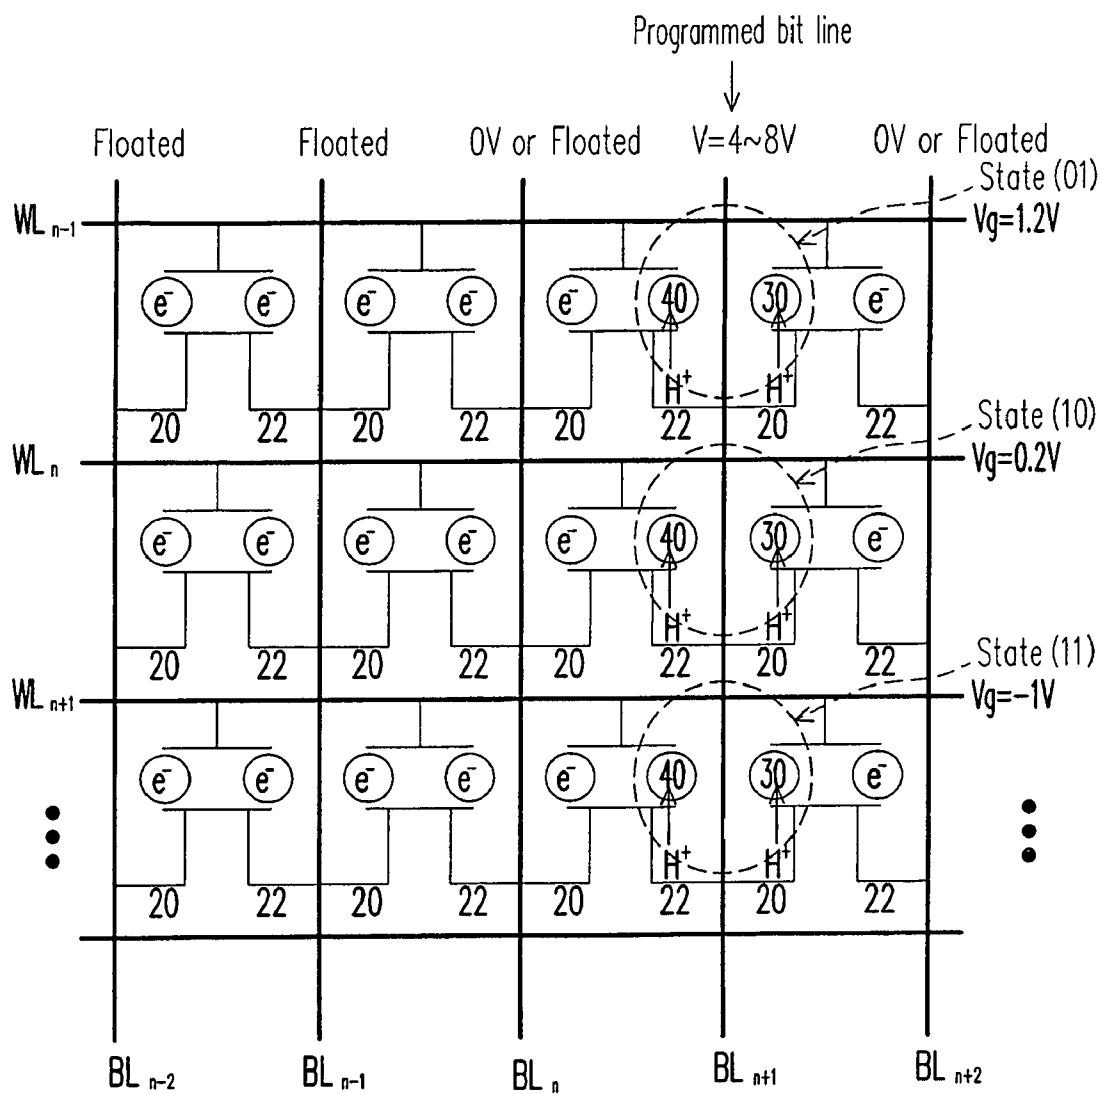 Programmed bit line
Floated Floated 0V or Floated V=4~8V 0V or Floated
State (01)
WL n-1 Vg=1.2V
e- e- e- e- e- 40 30 e-
H+ H+
20 22 20 22 20 22 20 22
State (10)
WL n Vg=0.2V
e- e- e- e- e- 40 30 e-
H+ H+
20 22 20 22 20 22 20 22
State (11)
WL n+1 Vg=-1V
e- e- e- e- e- 40 30 e-
H+ H+
20 22 20 22 20 22 20 22
BL n-2 BL n-1 BL n BL n+1 BL n+2